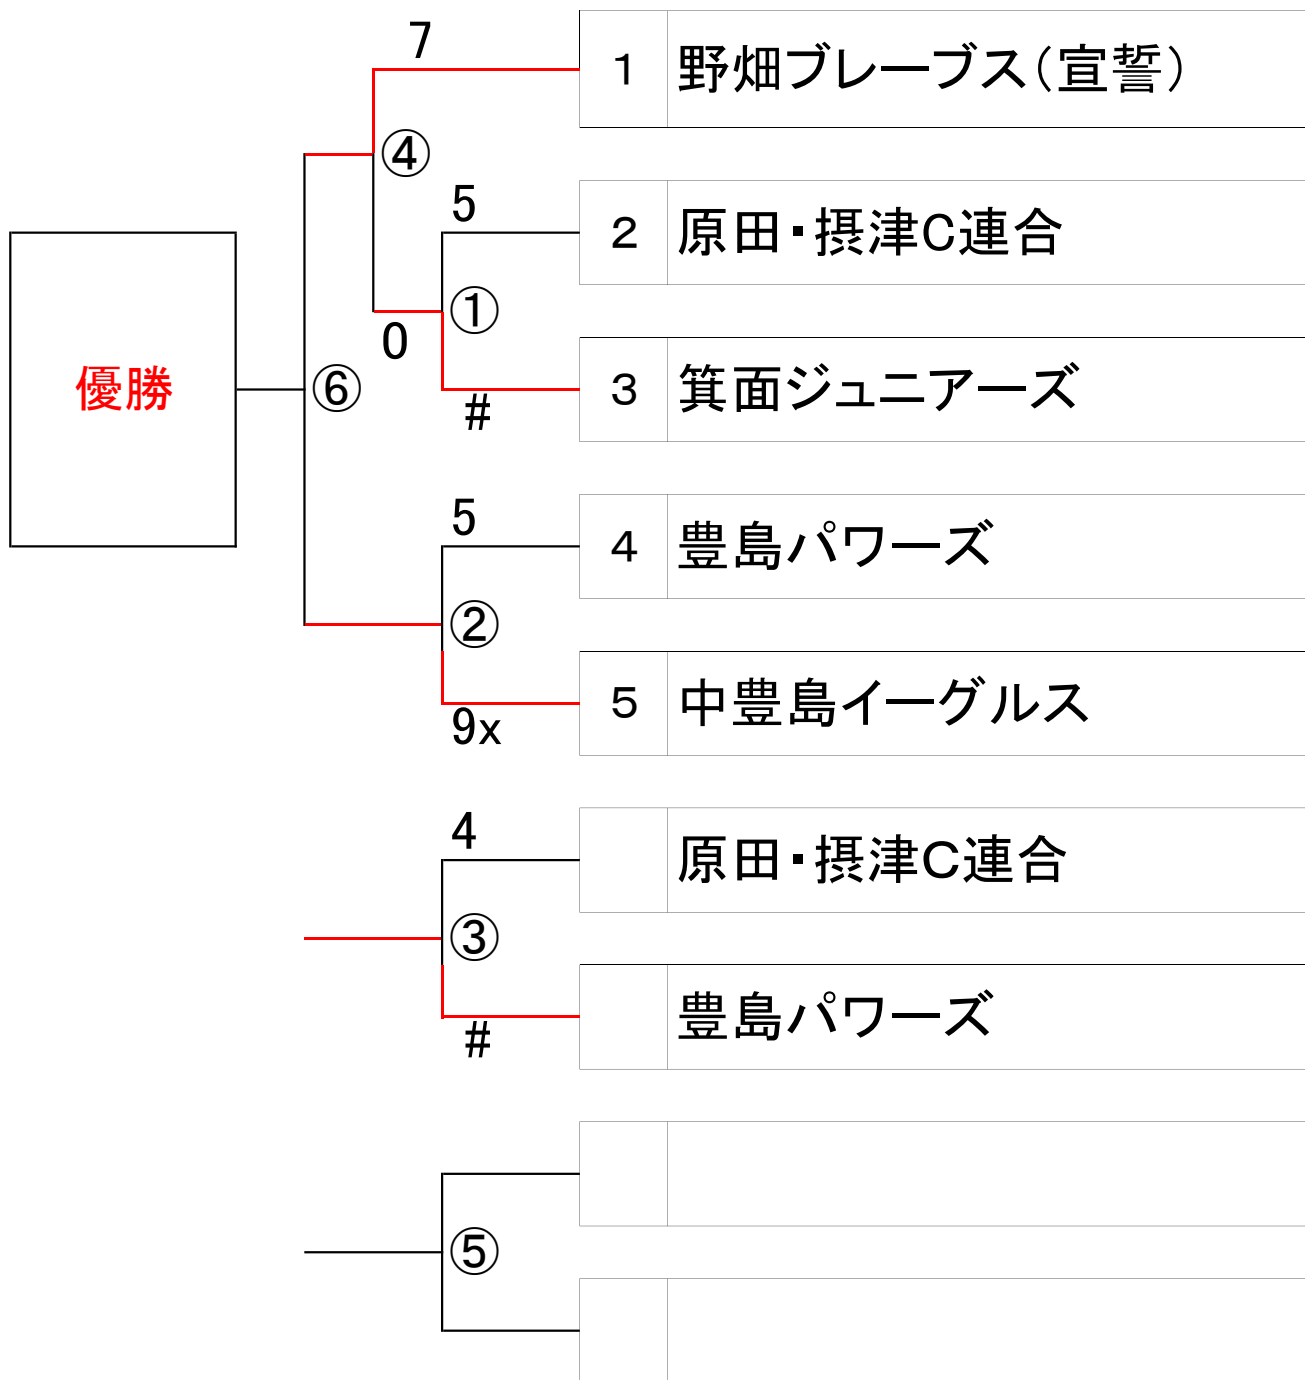 7
1 野畑ブレーブス（宣誓）
④
5
2 原田・摂津C連合
①
0
3 箕面ジュニアーズ
#
優勝
⑥
5
4 豊島パワーズ
②
5 中豊島イーグルス
9x
4
原田・摂津C連合
③
豊島パワーズ
#
⑤